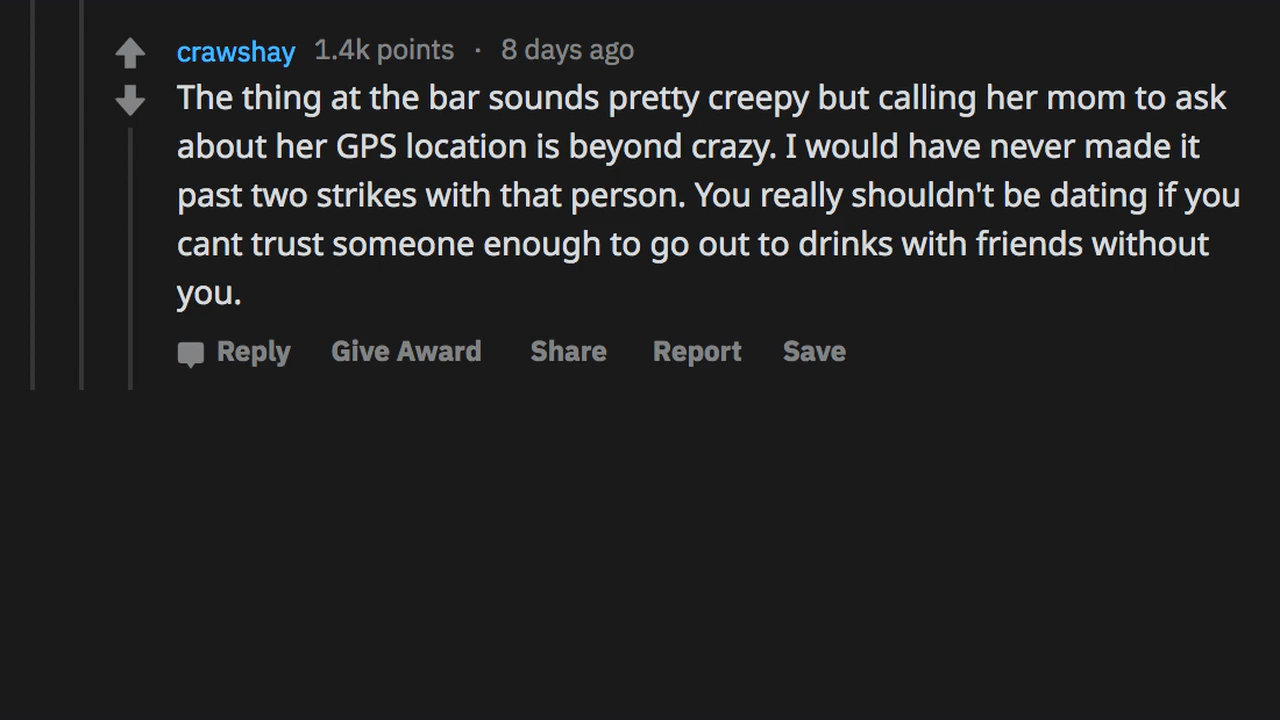 crawshay 1.4k points · 8 days ago
The thing at the bar sounds pretty creepy but calling her mom to ask
about her GPS location is beyond crazy. I would have never made it
past two strikes with that person. You really shouldn't be dating if you
cant trust someone enough to go out to drinks with friends without
you.
Reply Give Award Share Report Save